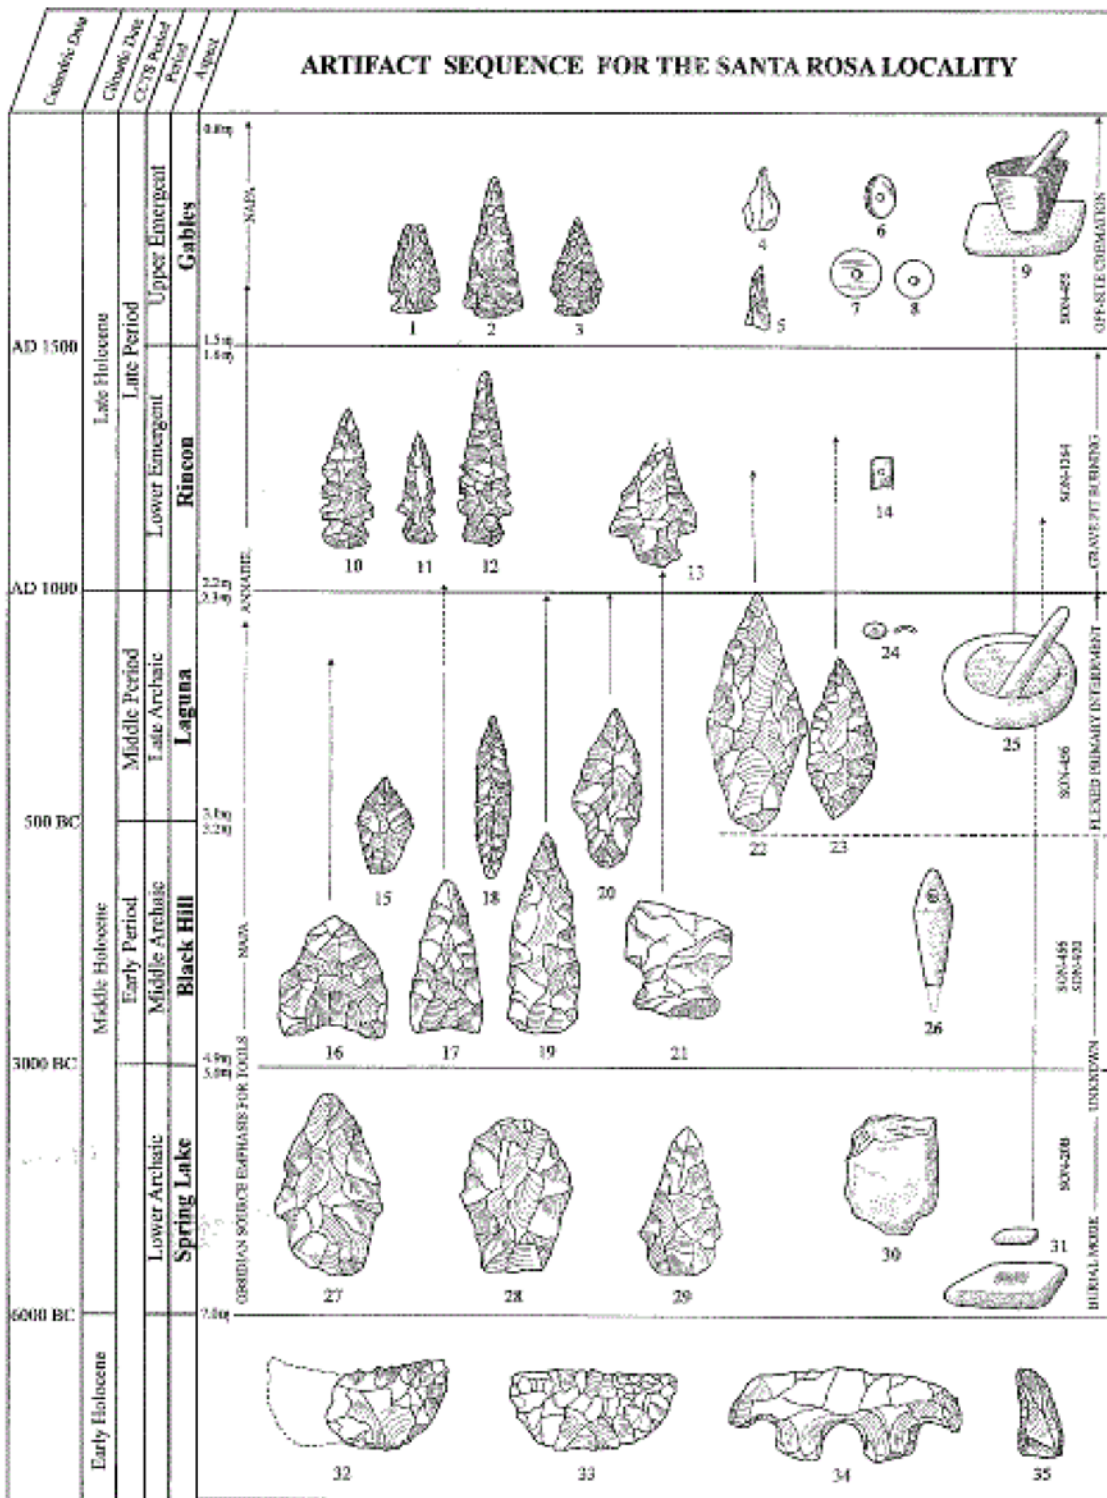 ARTIFACT SEQUENCE FOR THE SANTA ROSA LOCALITY
Calendric Date
Climatic Date
CCTS Period
Period
Aspect
AD 1500
AD 1000
500 BC
3000 BC
6000 BC
Late Holocene
Middle Holocene
Early Holocene
Late Period
Middle Period
Early Period
Upper Emergent
Lower Emergent
Late Archaic
Middle Archaic
Lower Archaic
Gables
Rincon
Laguna
Black Hill
Spring Lake
7.0m
NAPA
ANNADEL
OBSIDIAN SOURCE EMPHASIS FOR TOOLS NAPA
1
2
3
4
5
6
7
8
9
10
11
12
13
14
15
16
17
18
19
20
21
22
23
24
25
26
27
28
29
30
31
32
33
34
35
OFF-SITE CREMATION
GRAVE PIT BURNING
FLEXED PRIMARY INTERMENT
BURIAL MODE UNKNOWN